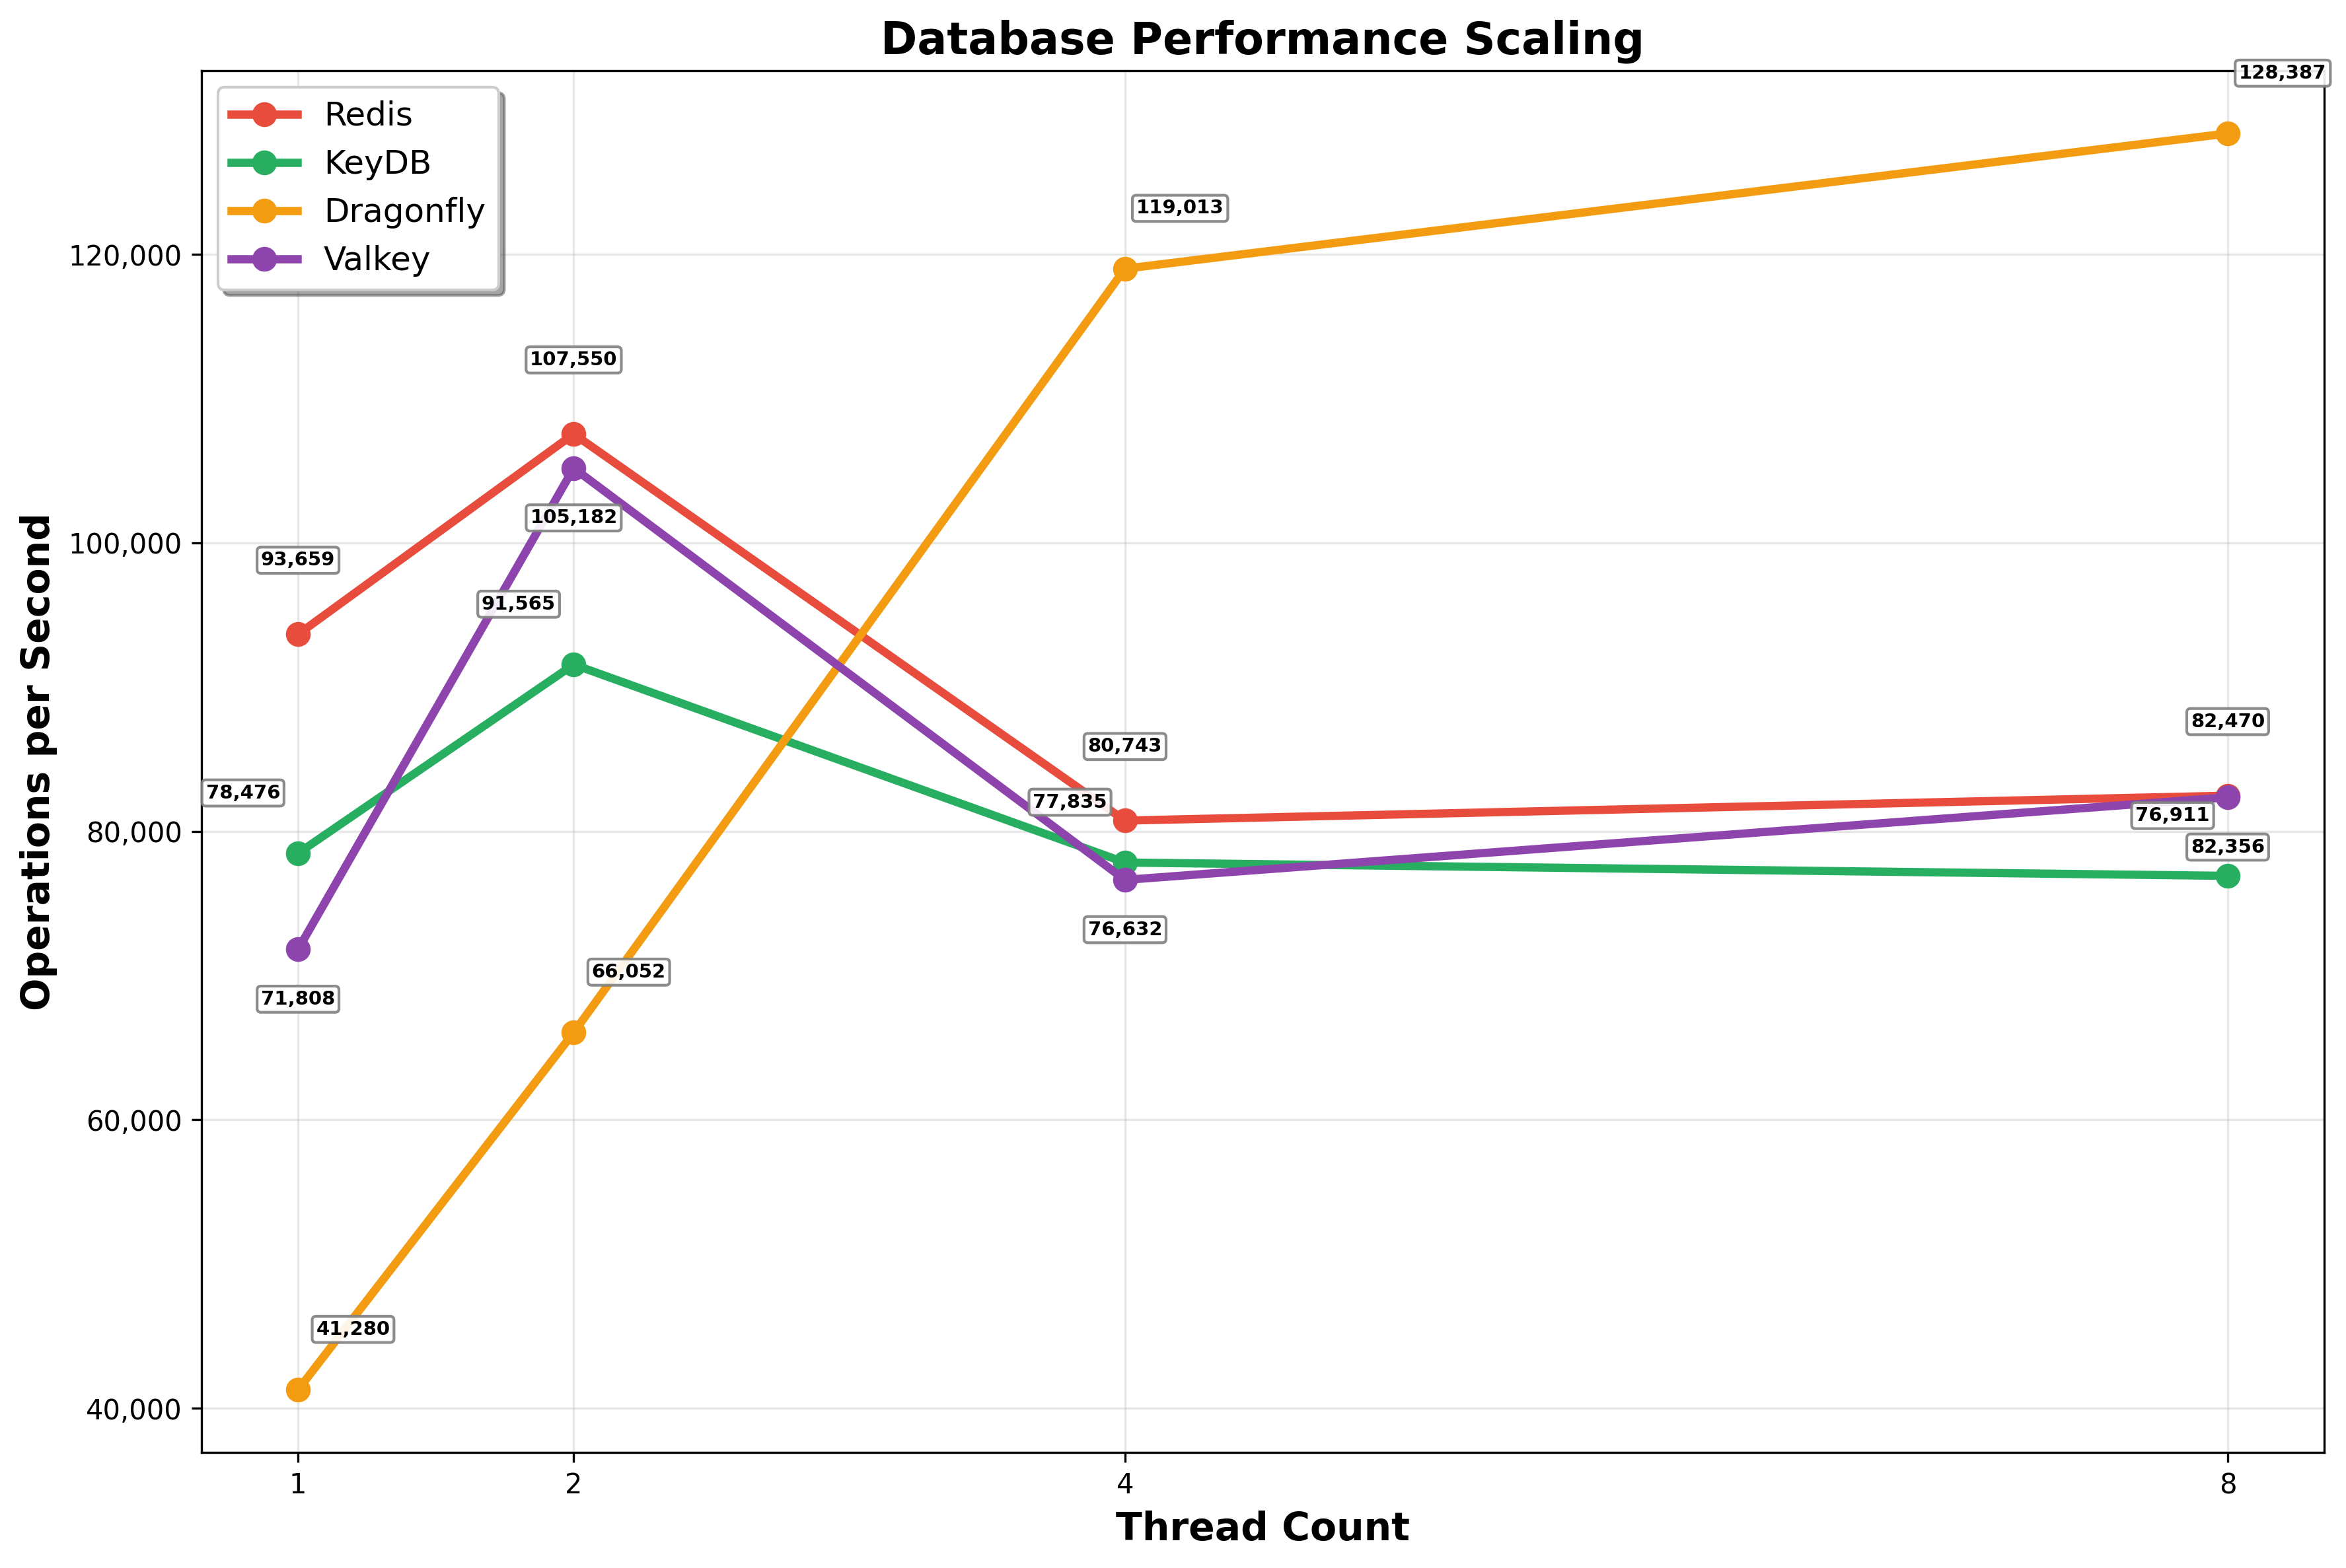 Database Performance Scaling
128,387
Redis
KeyDB
Dragonfly
Valkey
119,013
120,000
107,550
105,182
100,000
93,659
91,565
82,470
80,743
78,476
77,835
76,911
80,000
82,356
76,632
66,052
71,808
60,000
41,280
40,000
Operations per Second
1 2 4 8
Thread Count